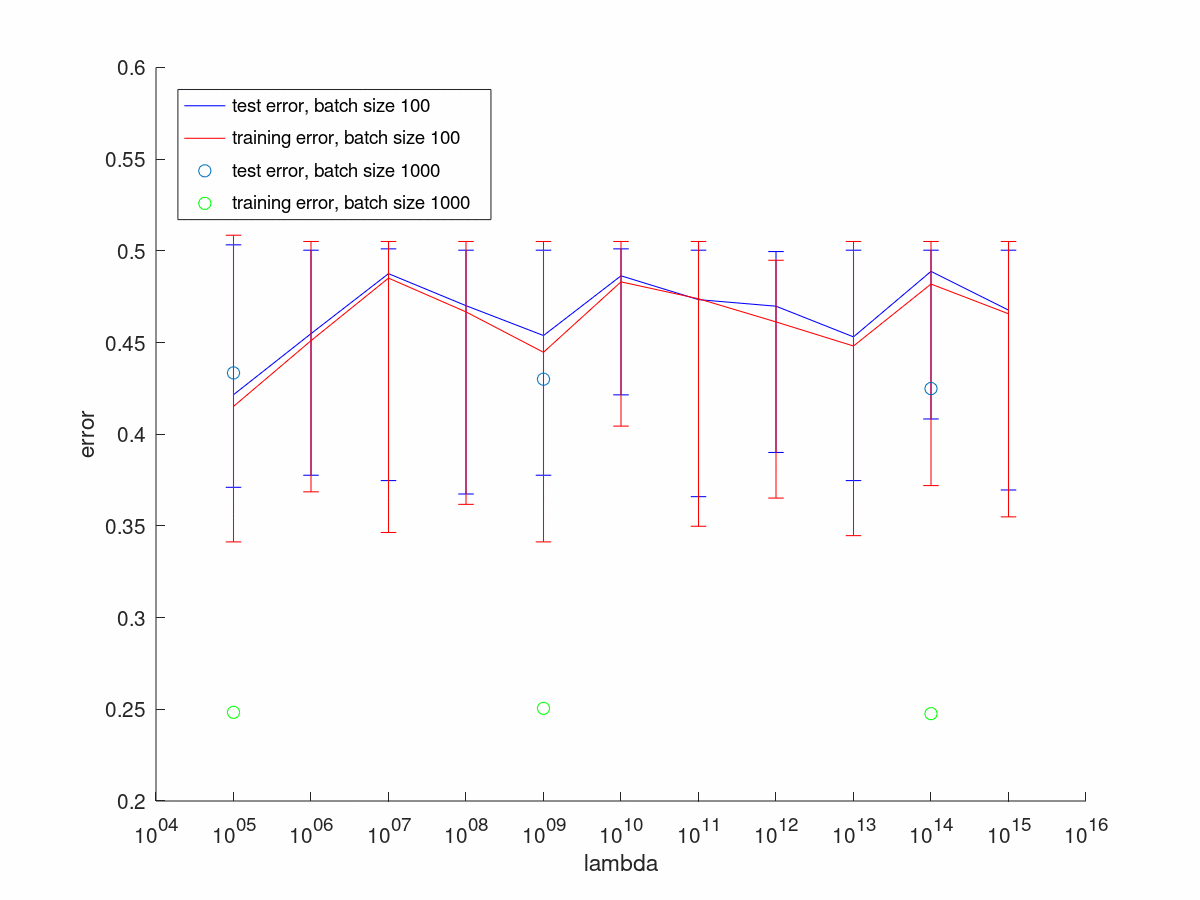 0.6
test error, batch size 100
training error, batch size 100
test error, batch size 1000
training error, batch size 1000
0.55
0.5
0.45
0.4
error
0.35
0.3
0.25
0.2
10^04 10^05 10^06 10^07 10^08 10^09 10^10 10^11 10^12 10^13 10^14 10^15 10^16
lambda